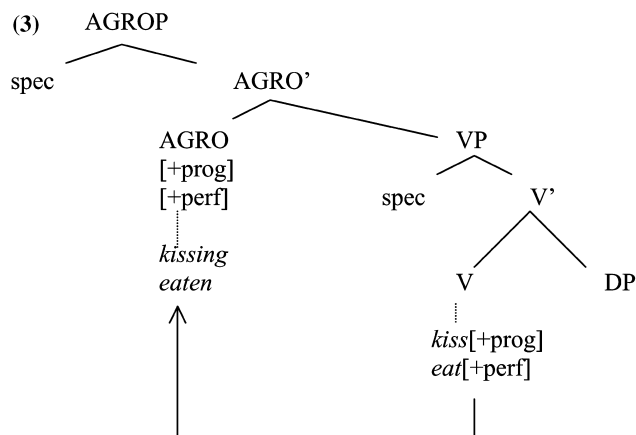 (3) AGROP
spec AGRO’
AGRO VP
[+prog]
[+perf] spec V’
kissing
eaten V DP
kiss[+prog]
eat[+perf]